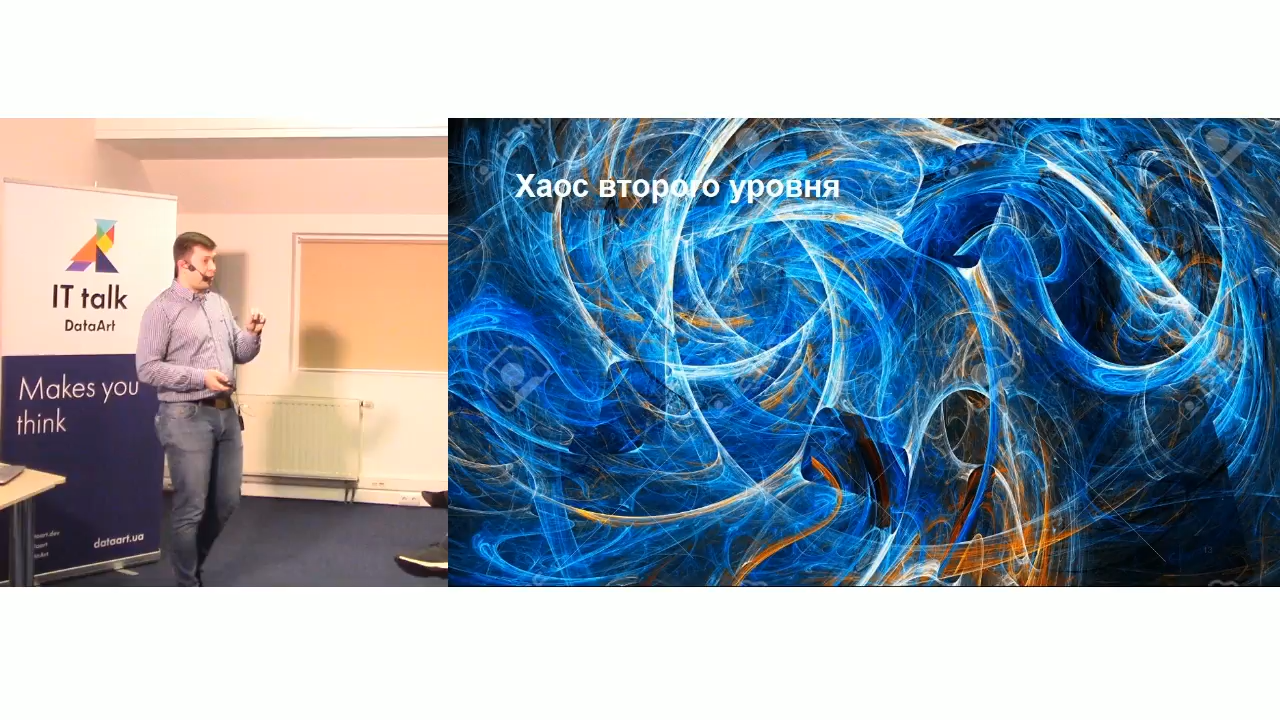 IT talk
DataArt
Makes you
think
dataart.ua
Хаос второго уровня